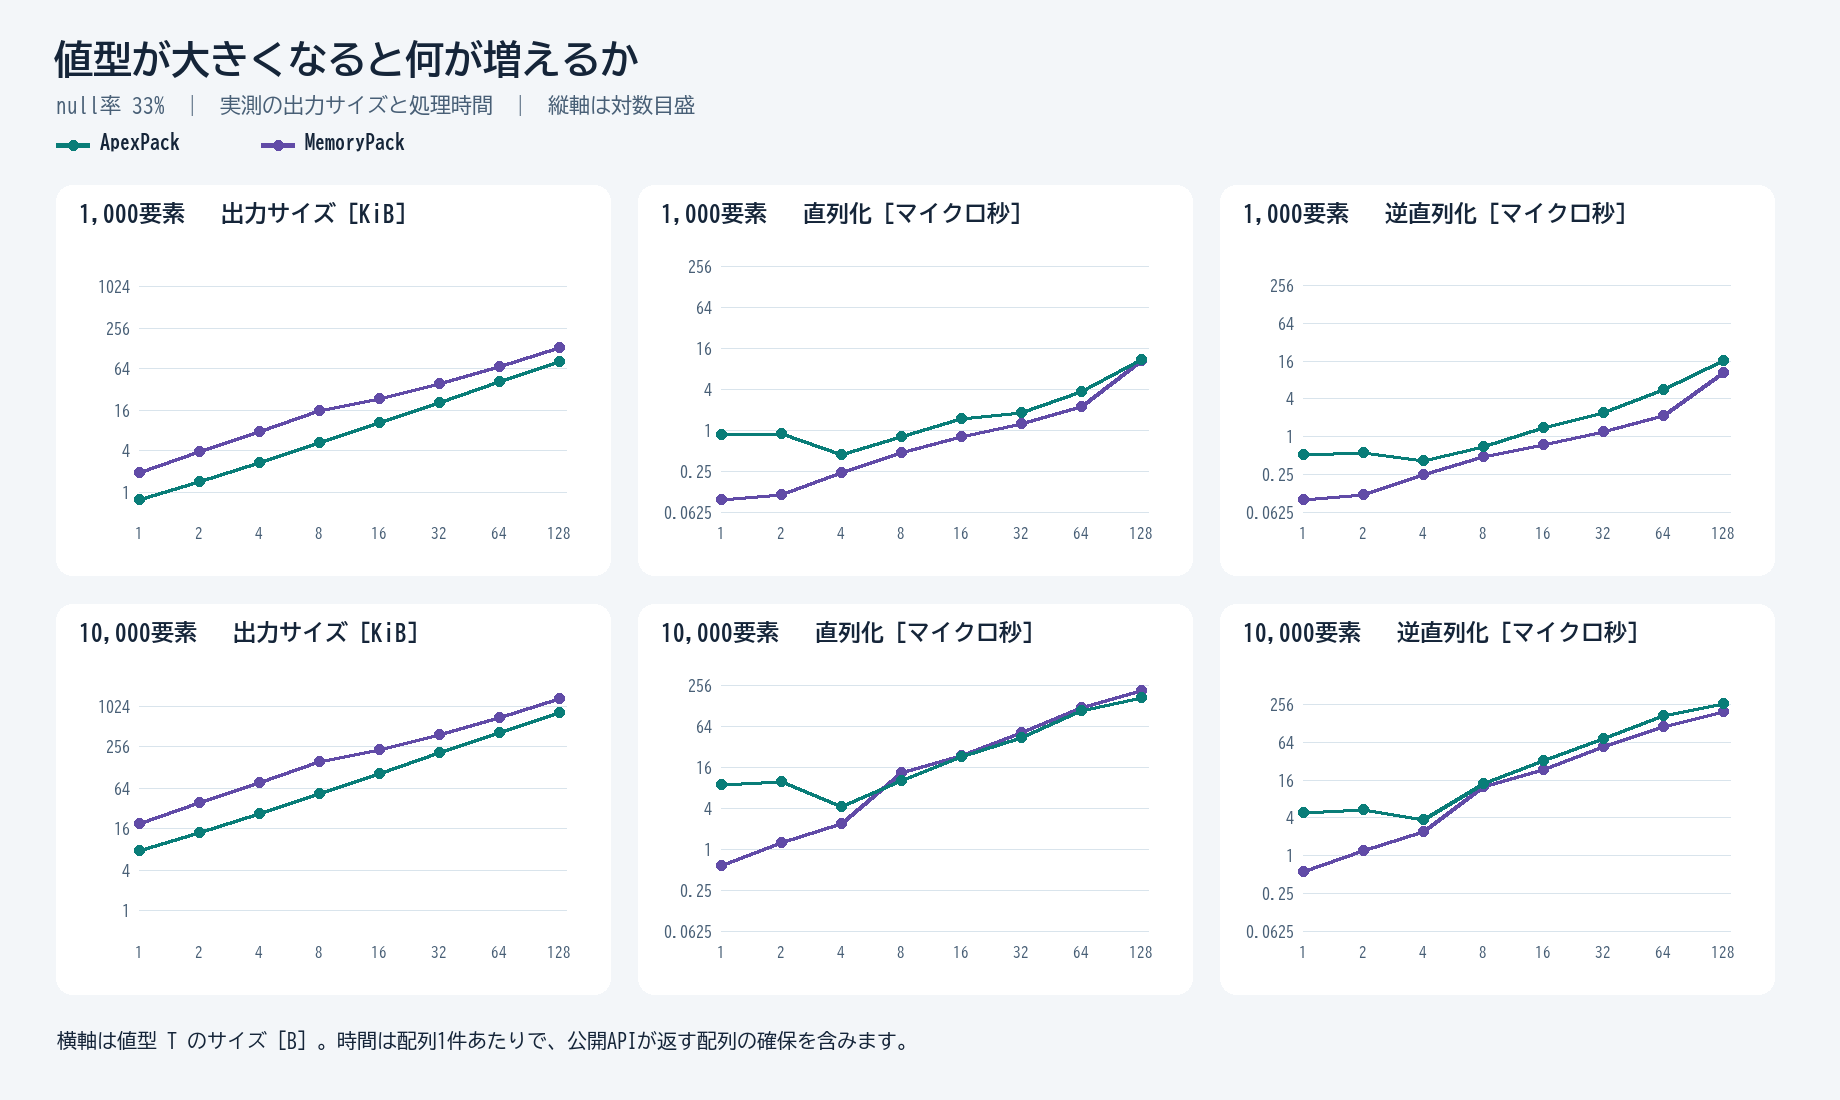 値型が大きくなると何が増えるか
null率 33% ｜ 実測の出力サイズと処理時間 ｜ 縦軸は対数目盛
ApexPack MemoryPack
1,000要素 出力サイズ [KiB]
1024
256
64
16
4
1
1 2 4 8 16 32 64 128
1,000要素 直列化 [マイクロ秒]
256
64
16
4
1
0.25
0.0625
1 2 4 8 16 32 64 128
1,000要素 逆直列化 [マイクロ秒]
256
64
16
4
1
0.25
0.0625
1 2 4 8 16 32 64 128
10,000要素 出力サイズ [KiB]
1024
256
64
16
4
1
1 2 4 8 16 32 64 128
10,000要素 直列化 [マイクロ秒]
256
64
16
4
1
0.25
0.0625
1 2 4 8 16 32 64 128
10,000要素 逆直列化 [マイクロ秒]
256
64
16
4
1
0.25
0.0625
1 2 4 8 16 32 64 128
横軸は値型 T のサイズ [B]。時間は配列1件あたりで、公開APIが返す配列の確保を含みます。